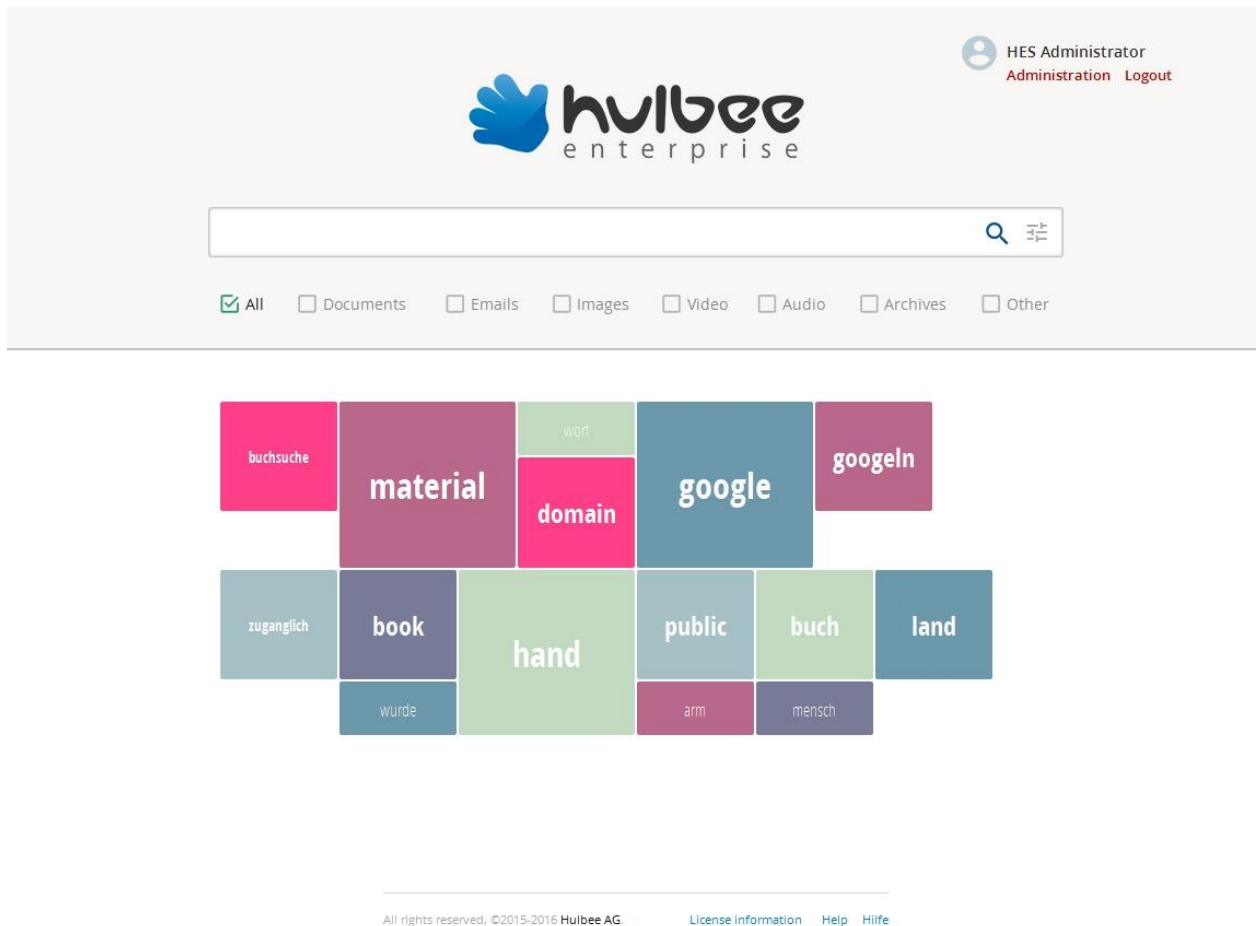 HES Administrator
Administration Logout
hulbee
enterprise
All Documents Emails Images Video Audio Archives Other
buchsuche
material
wort
domain
google
googeln
zuganglich
book
hand
public
buch
land
wurde
arm
mensch
All rights reserved, ©2015-2016 Hulbee AG. License information Help Hilfe